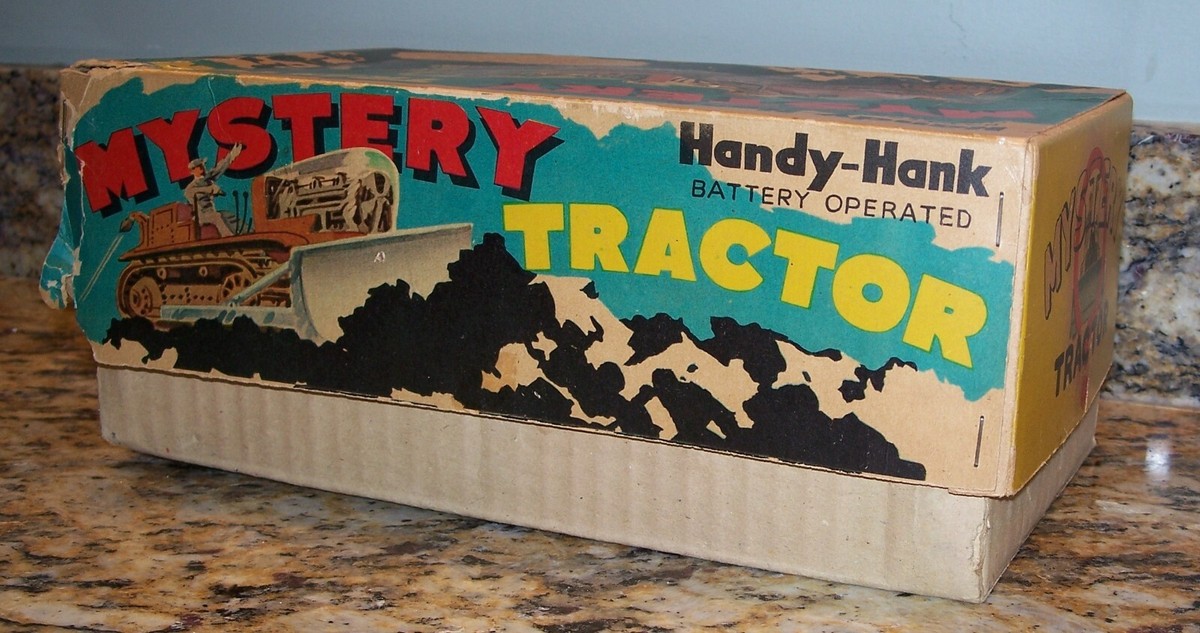 MYSTERY
TRACTOR
Handy-Hank
BATTERY OPERATED
MYSTERY
TRACTOR